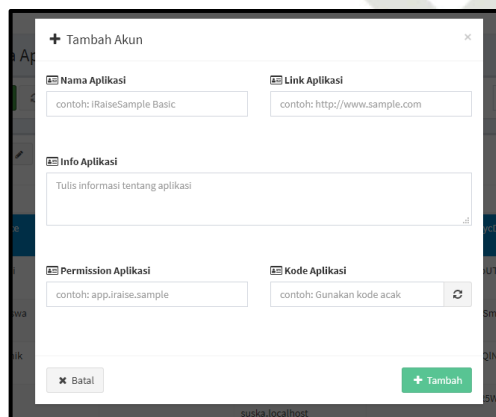 + Tambah Akun ×
Nama Aplikasi Link Aplikasi
contoh: iRaiseSample Basic contoh: http://www.sample.com
Info Aplikasi
Tulis informasi tentang aplikasi
Permission Aplikasi Kode Aplikasi
contoh: app.iraise.sample contoh: Gunakan kode acak
× Batal + Tambah
suska.localhost